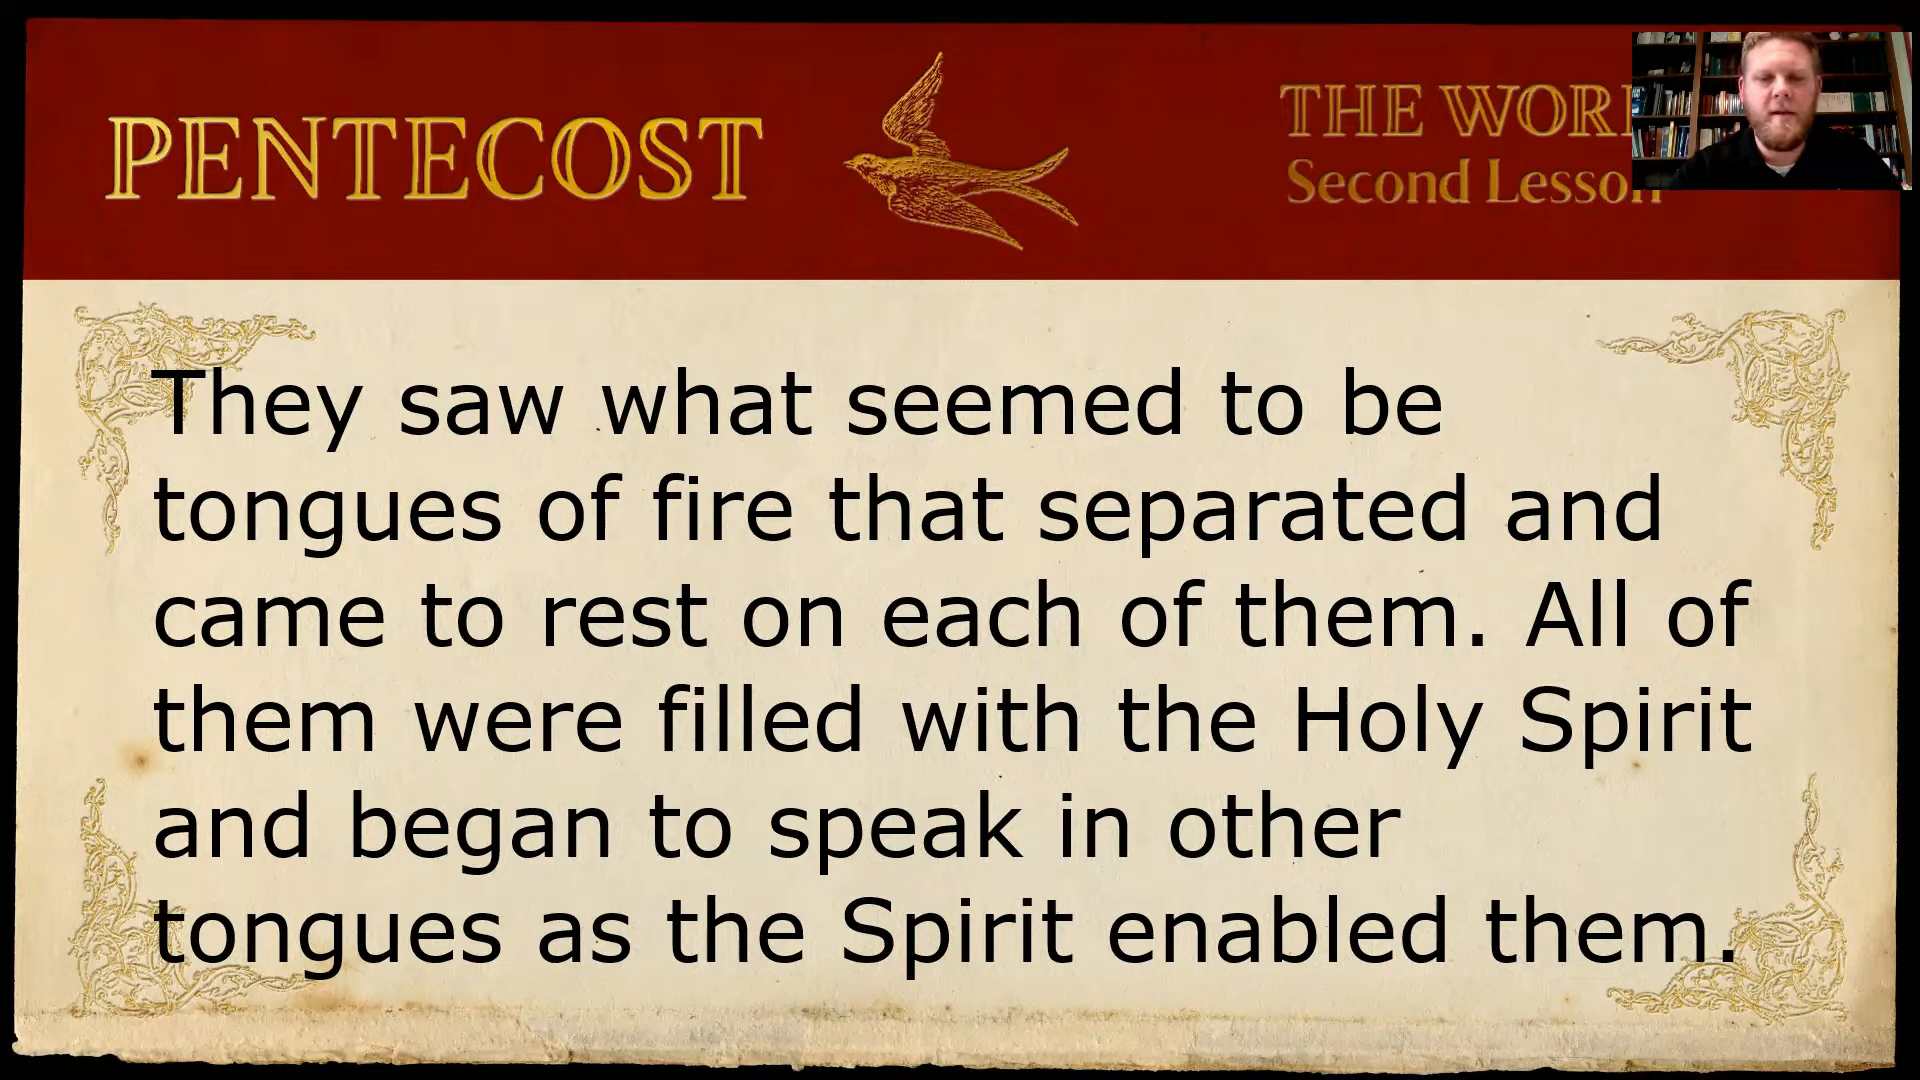 PENTECOST
THE WOR
Second Lesson
They saw what seemed to be
tongues of fire that separated and
came to rest on each of them. All of
them were filled with the Holy Spirit
and began to speak in other
tongues as the Spirit enabled them.